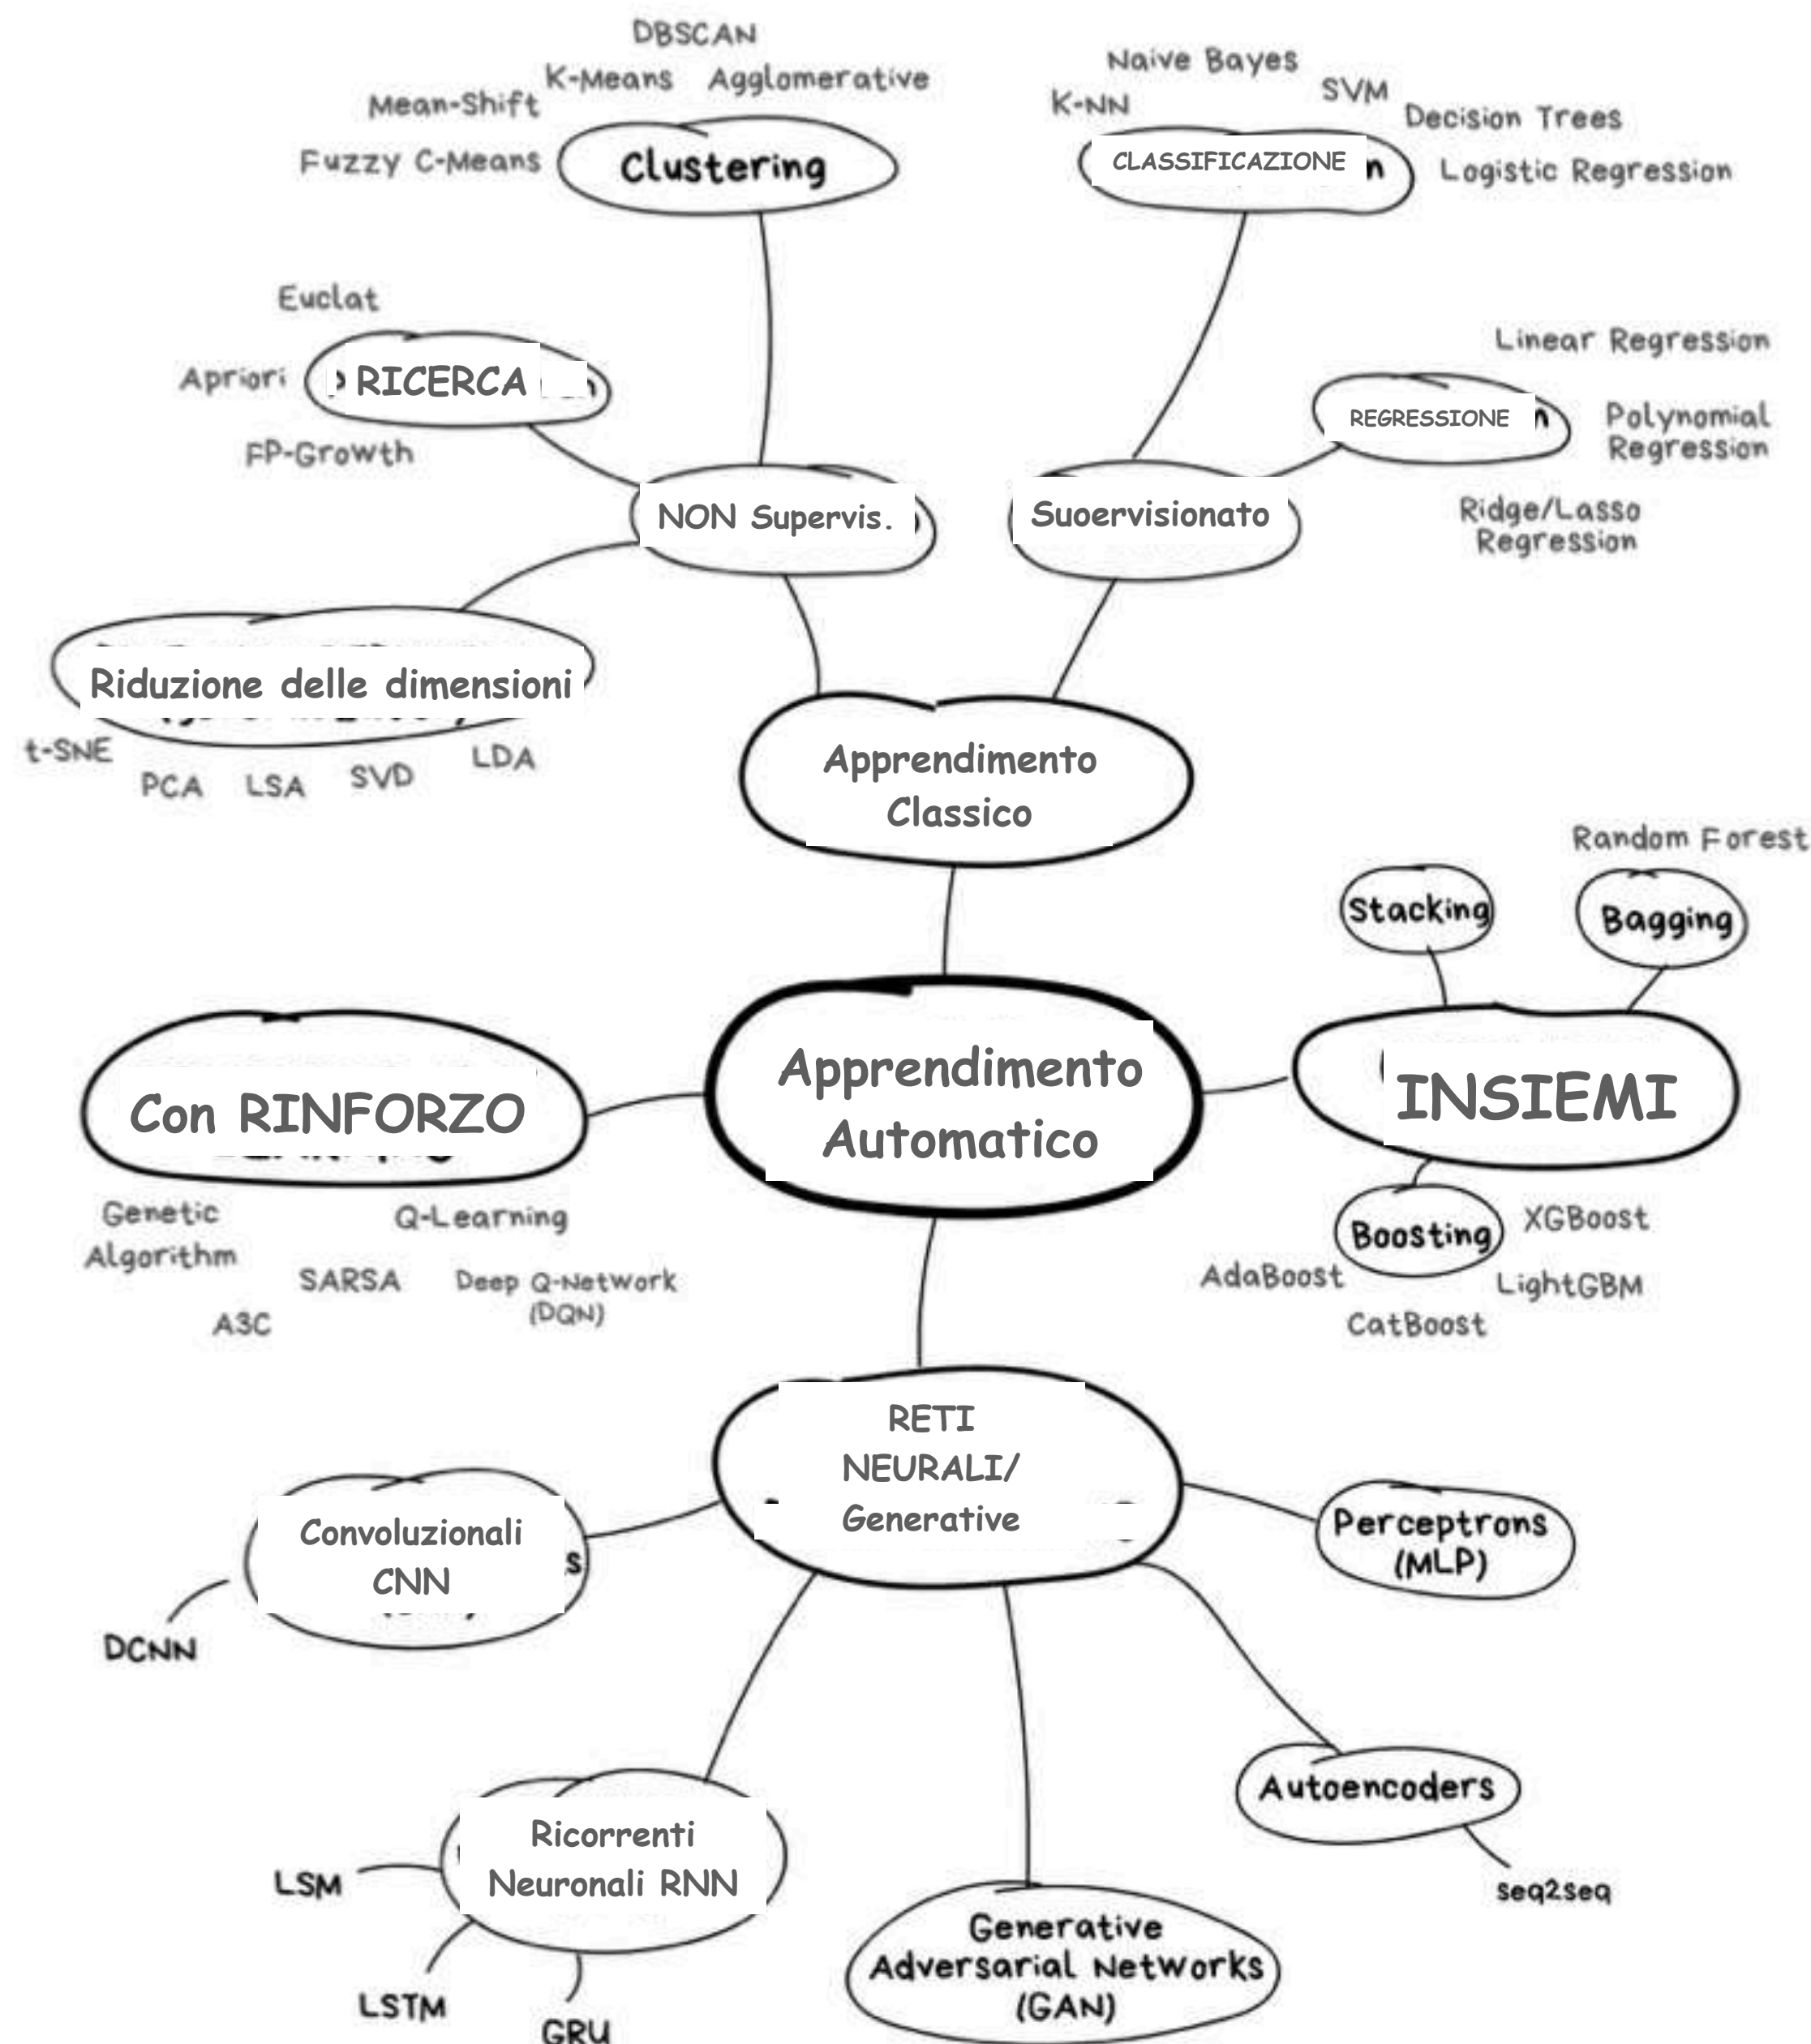 DBSCAN
K-Means
Agglomerative
Mean-Shift
Fuzzy C-Means
Clustering
Naive Bayes
K-NN
SVM
Decision Trees
CLASSIFICAZIONE
Logistic Regression
Euclat
Apriori
RICERCA
FP-Growth
Linear Regression
REGRESSIONE
Polynomial
Regression
Ridge/Lasso
Regression
NON Supervis.
Suoervisionato
Riduzione delle dimensioni
t-SNE
PCA
LSA
SVD
LDA
Apprendimento
Classico
Random Forest
Stacking
Bagging
Con RINFORZO
Apprendimento
Automatico
INSIEMI
Genetic
Algorithm
Q-Learning
SARSA
Deep Q-Network
(DQN)
A3C
Boosting
XGBoost
AdaBoost
LightGBM
CatBoost
RETI
NEURALI/
Generative
Convoluzionali
CNN
DCNN
Perceptrons
(MLP)
Autoencoders
seq2seq
Ricorrenti
Neuronali RNN
LSM
LSTM
GRU
Generative
Adversarial Networks
(GAN)